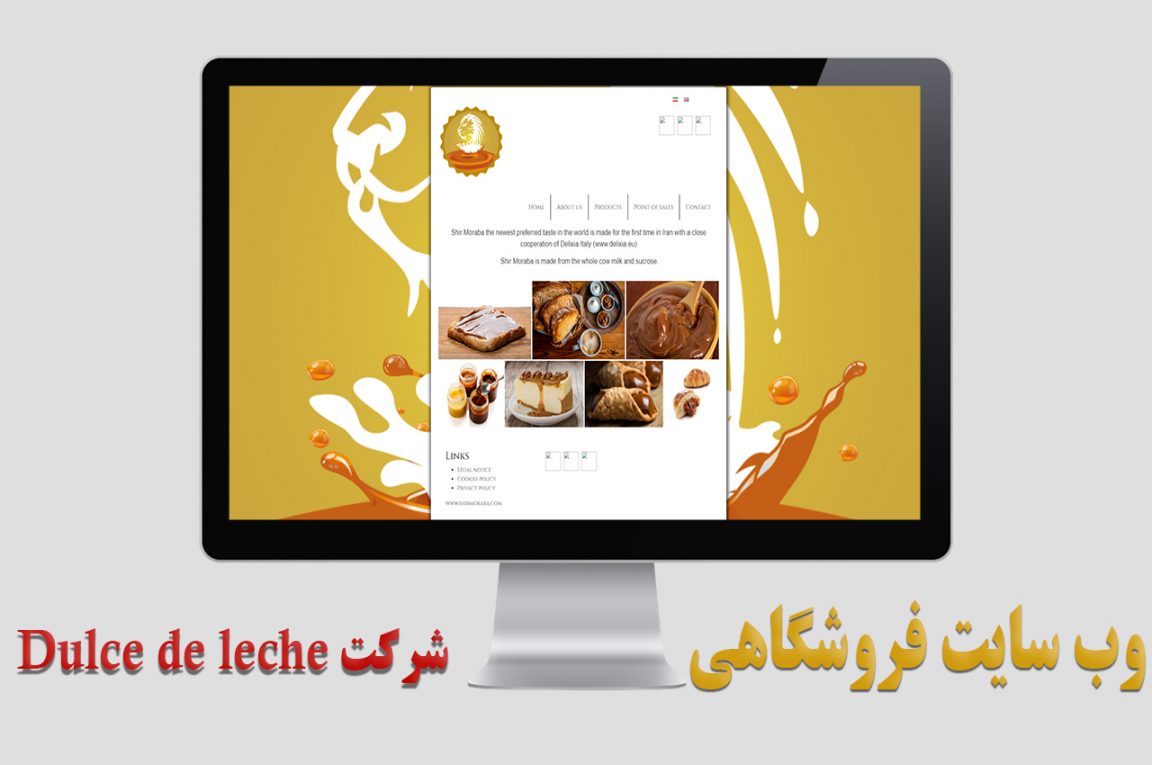 Home
About us
Products
Point of sales
Contact
Shir Moraba the newest preferred taste in the world is made for the first time in Iran with a close
cooperation of Delixia Italy (www.delixia.eu)
Shir Moraba is made from the whole cow milk and sucrose.
Links
Legal notice
Cookies policy
Privacy policy
www.shirmoraba.com
وب سایت فروشگاهی
شرکت Dulce de leche